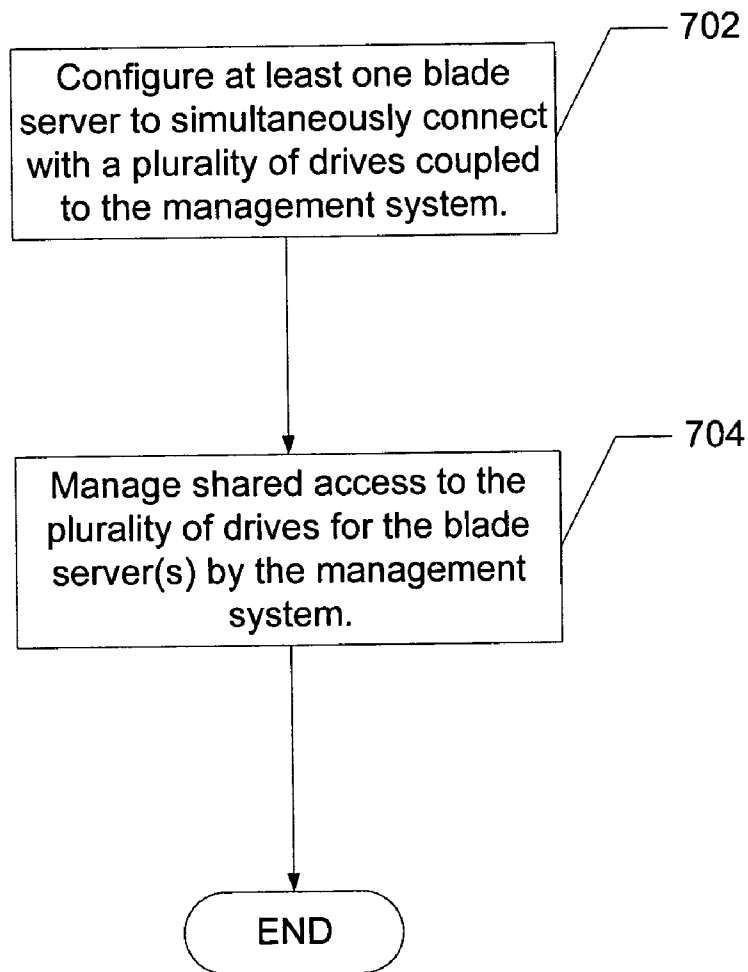 702
Configure at least one blade
server to simultaneously connect
with a plurality of drives coupled
to the management system.
704
Manage shared access to the
plurality of drives for the blade
server(s) by the management
system.
END